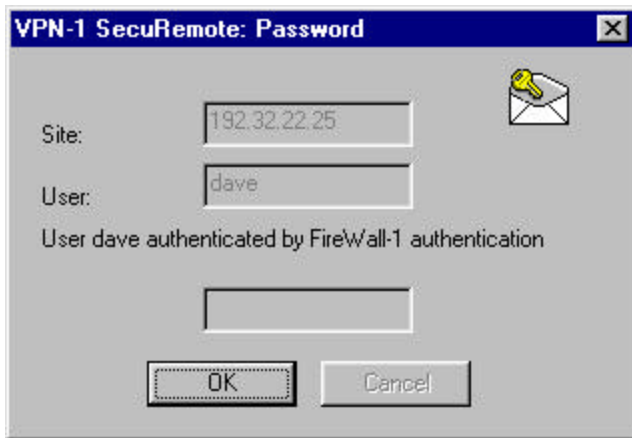 VPN-1 SecuRemote: Password
Site: 192.32.22.25
User: dave
User dave authenticated by FireWall-1 authentication
OK Cancel